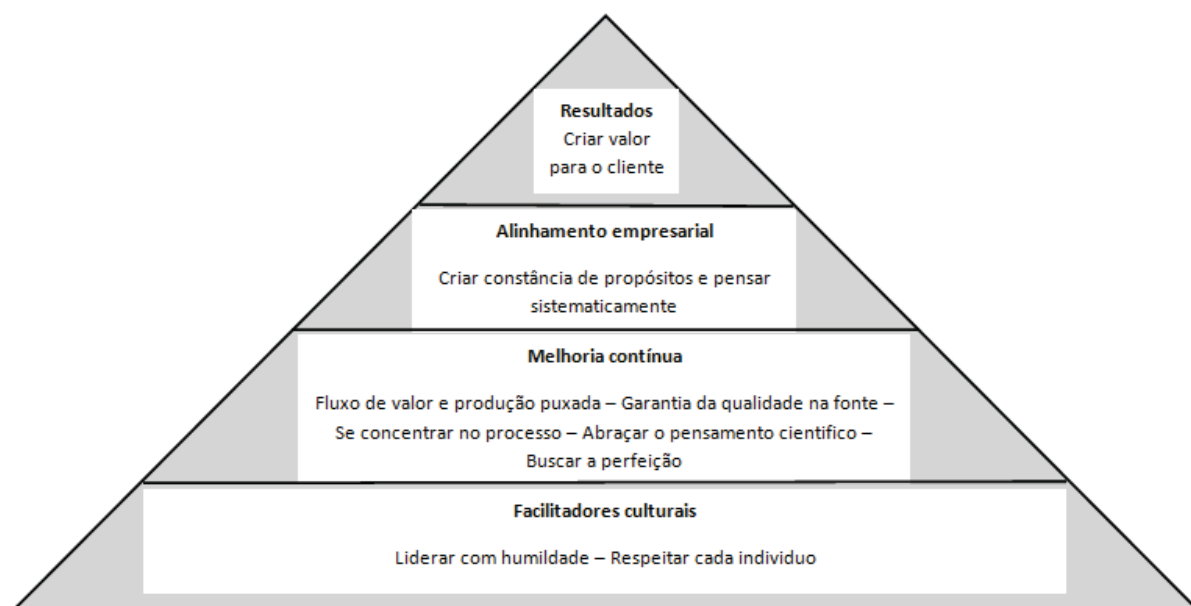 Resultados
Criar valor
para o cliente
Alinhamento empresarial
Criar constância de propósitos e pensar
sistematicamente
Melhoria contínua
Fluxo de valor e produção puxada – Garantia da qualidade na fonte –
Se concentrar no processo – Abraçar o pensamento cientifico –
Buscar a perfeição
Facilitadores culturais
Liderar com humildade – Respeitar cada individuo